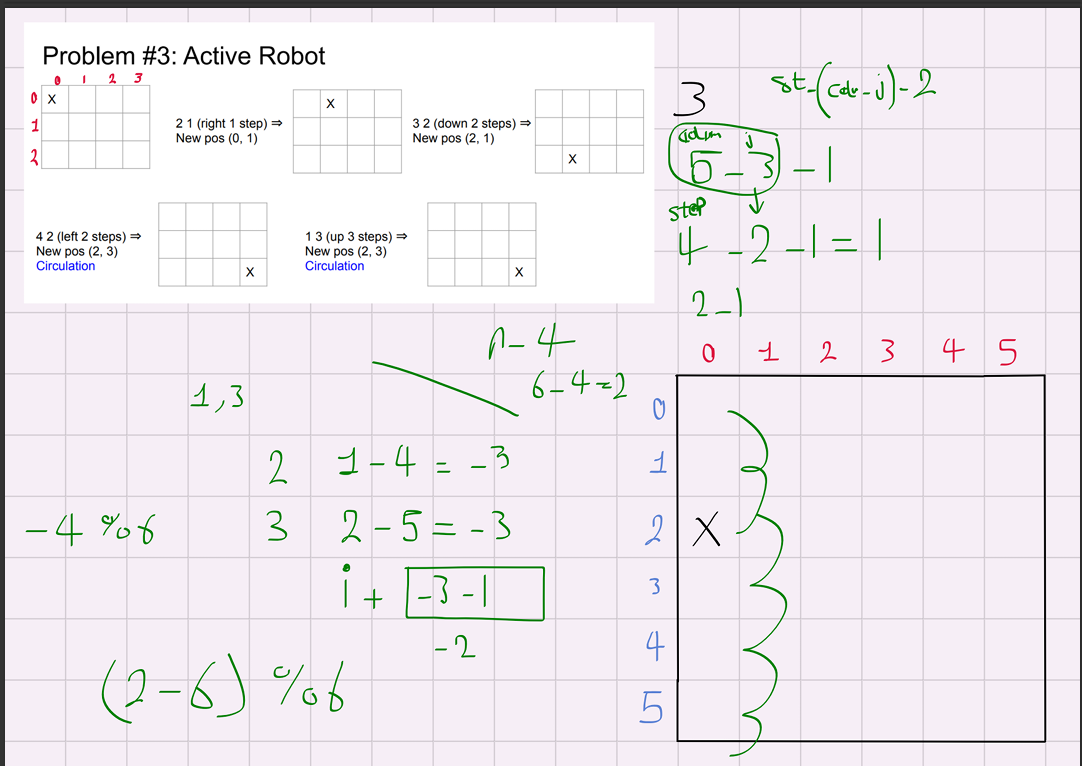 Problem #3: Active Robot
0 1 2 3
0 X
1
2
2 1 (right 1 step) ⇒
New pos (0, 1)
X
3 2 (down 2 steps) ⇒
New pos (2, 1)
X
4 2 (left 2 steps) ⇒
New pos (2, 3)
Circulation
X
1 3 (up 3 steps) ⇒
New pos (2, 3)
Circulation
X
3
st-(cdn-j)-2
j
5-3-1
step
4-2-1=1
2-1
n-4
6-4=2
1,3
2 1-4=-3
-4%6 3 2-5=-3
i+ -3-1
-2
(2-6)%6
0 1 2 3 4 5
0
1
2 X
3
4
5